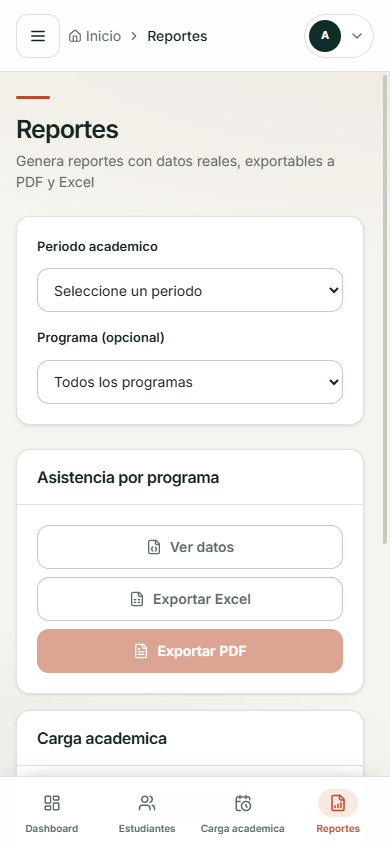 Inicio > Reportes
A
Reportes
Genera reportes con datos reales, exportables a
PDF y Excel
Periodo academico
Seleccione un periodo
Programa (opcional)
Todos los programas
Asistencia por programa
Ver datos
Exportar Excel
Exportar PDF
Carga academica
Dashboard
Estudiantes
Carga academica
Reportes